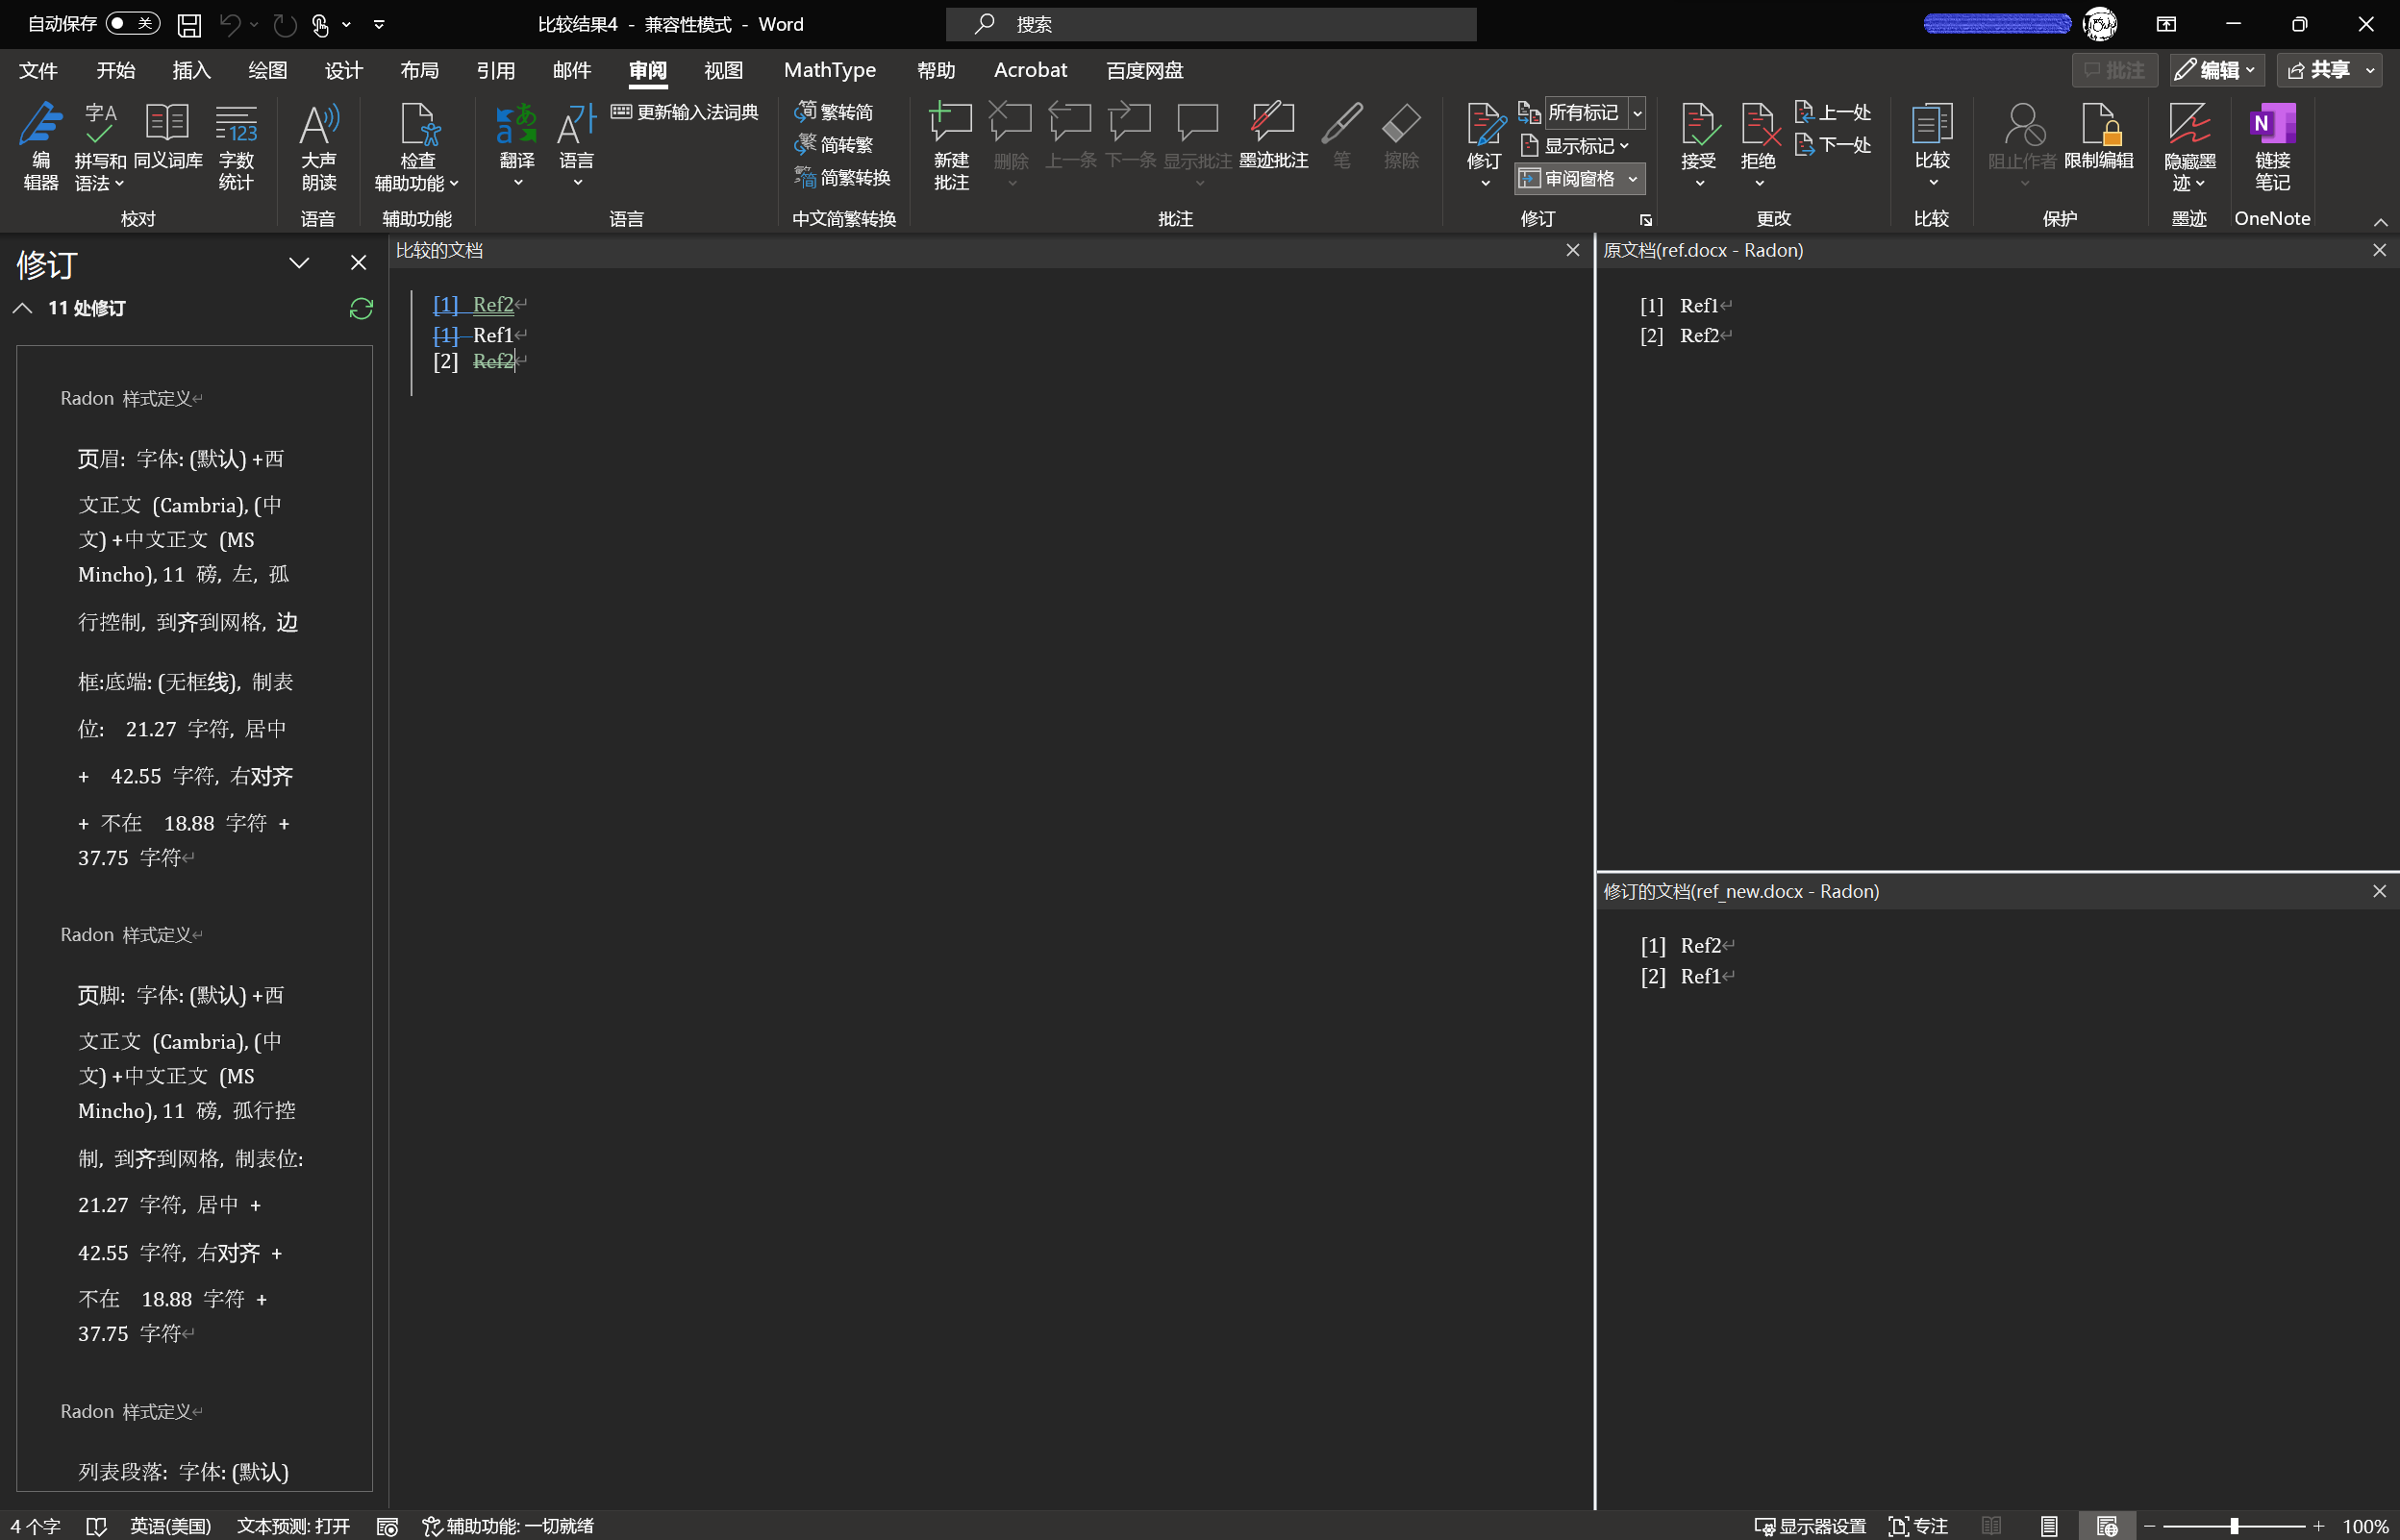 自动保存 关 比较结果4 - 兼容性模式 - Word 搜索
文件 开始 插入 绘图 设计 布局 引用 邮件 审阅 视图 MathType 帮助 Acrobat 百度网盘 批注 编辑 共享
编辑器
拼写和语法
同义词库
字数统计
校对
大声朗读
语音
检查辅助功能
辅助功能
翻译
语言
更新输入法词典
语言
繁转简
简转繁
简繁转换
中文简繁转换
新建批注
删除
上一条
下一条
显示批注
墨迹批注
笔
擦除
批注
修订
所有标记
显示标记
审阅窗格
修订
接受
拒绝
上一处
下一处
更改
比较
比较
阻止作者
限制编辑
保护
隐藏墨迹
墨迹
链接笔记
OneNote
修订
11 处修订
Radon 样式定义
页眉: 字体: (默认) +西
文正文 (Cambria), (中
文) +中文正文 (MS
Mincho), 11 磅, 左, 孤
行控制, 到齐到网格, 边
框:底端: (无框线), 制表
位: 21.27 字符, 居中
+ 42.55 字符, 右对齐
+ 不在 18.88 字符 +
37.75 字符
Radon 样式定义
页脚: 字体: (默认) +西
文正文 (Cambria), (中
文) +中文正文 (MS
Mincho), 11 磅, 孤行控
制, 到齐到网格, 制表位:
21.27 字符, 居中 +
42.55 字符, 右对齐 +
不在 18.88 字符 +
37.75 字符
Radon 样式定义
列表段落: 字体: (默认)
比较的文档
[1] Ref2
[1] Ref1
[2] Ref2
原文档(ref.docx - Radon)
[1] Ref1
[2] Ref2
修订的文档(ref_new.docx - Radon)
[1] Ref2
[2] Ref1
4 个字 英语(美国) 文本预测: 打开 辅助功能: 一切就绪 显示器设置 专注 100%